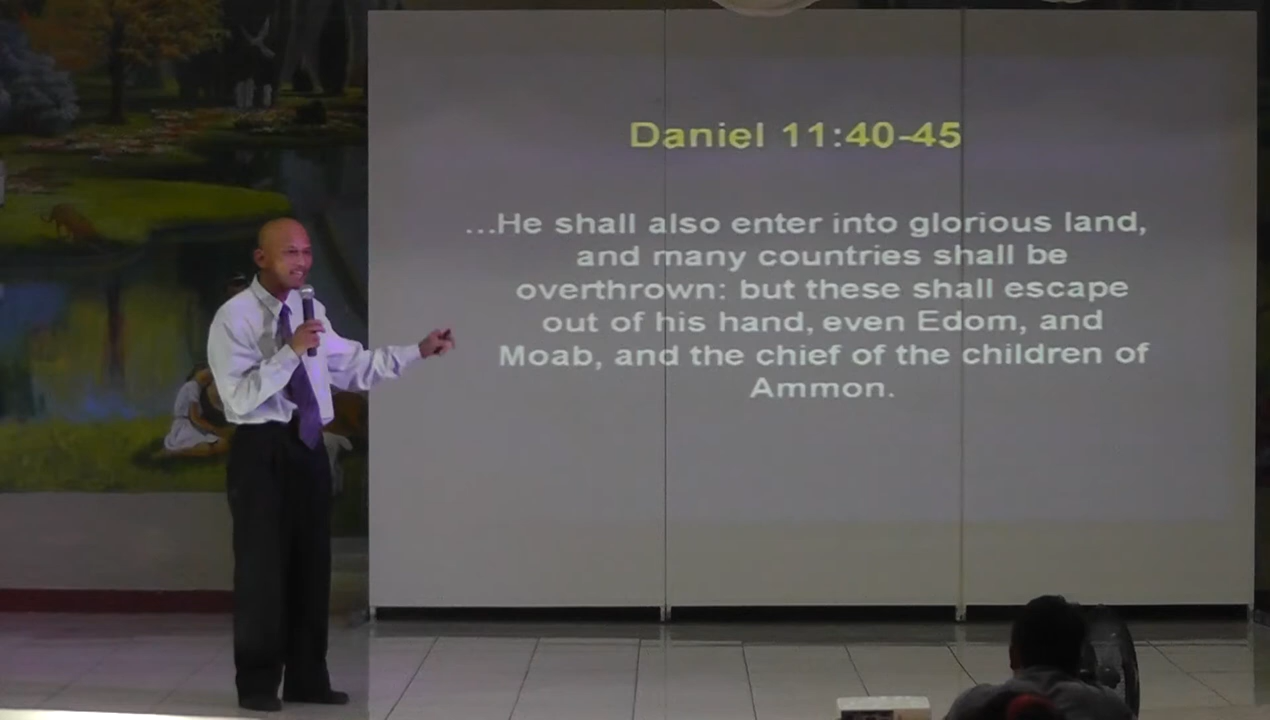 Daniel 11:40-45
...He shall also enter into glorious land,
and many countries shall be
overthrown: but these shall escape
out of his hand, even Edom, and
Moab, and the chief of the children of
Ammon.